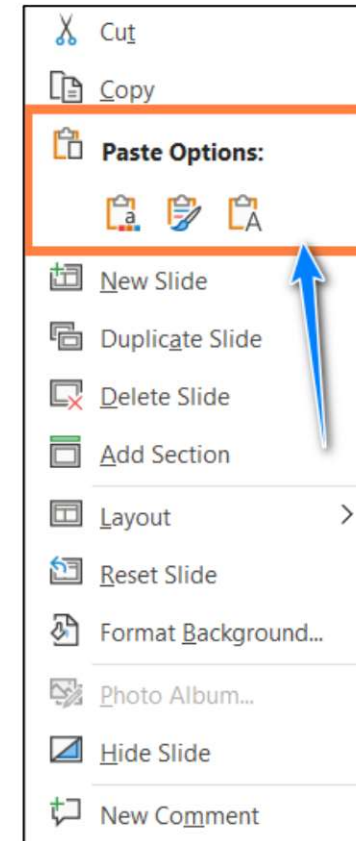 Cut
Copy
Paste Options:
a
A
New Slide
Duplicate Slide
Delete Slide
Add Section
Layout
Reset Slide
Format Background...
Photo Album...
Hide Slide
New Comment